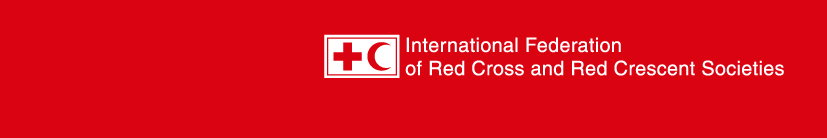 International Federation
of Red Cross and Red Crescent Societies